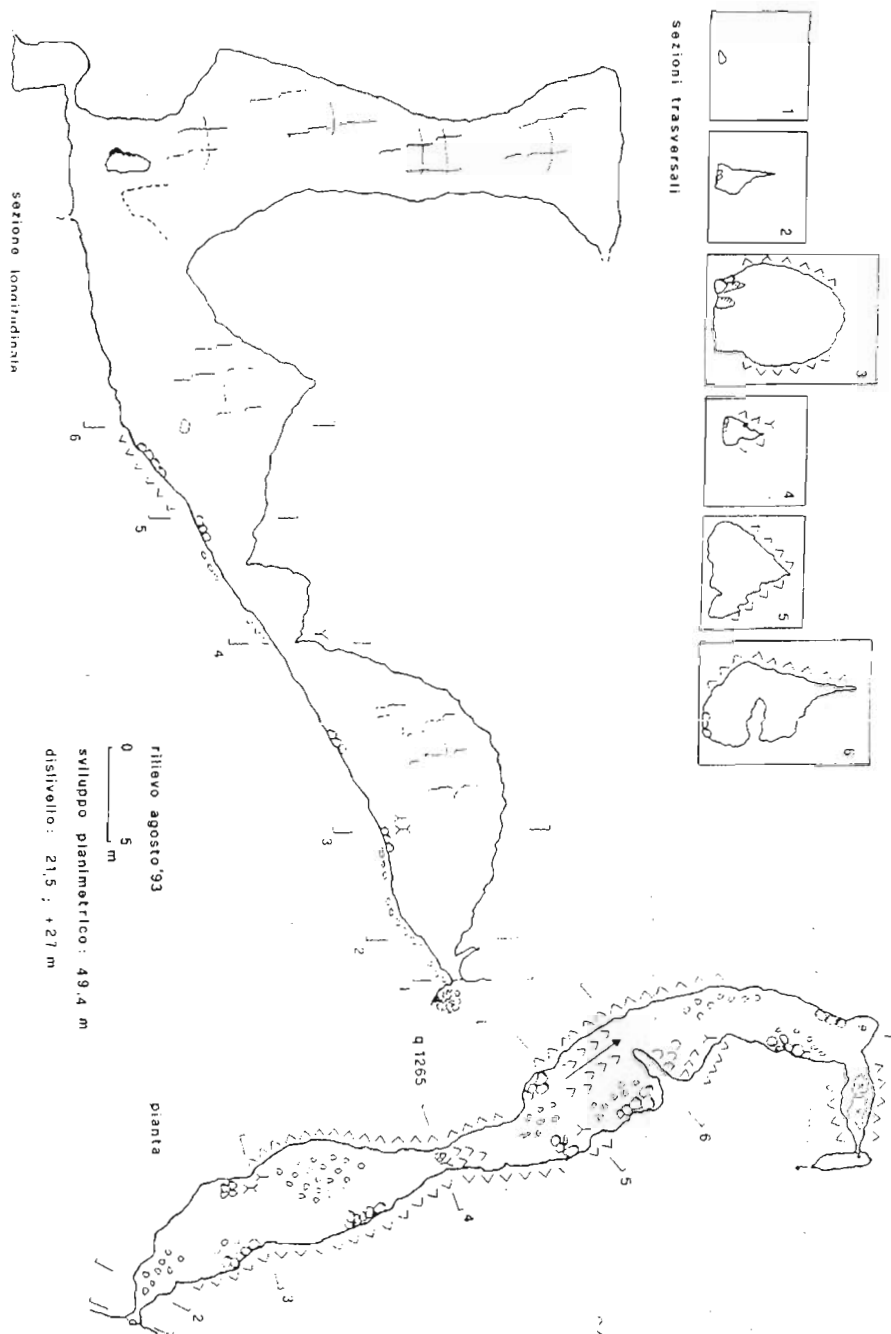 sezioni trasversali
1
2
3
4
5
6
sezione longitudinale
6
5
4
3
2
1
rilievo agosto '93
0 5 m
sviluppo planimetrico: 49,4 m
dislivello: 21,5 ; +27 m
q 1265
pianta
6
5
4
3
2